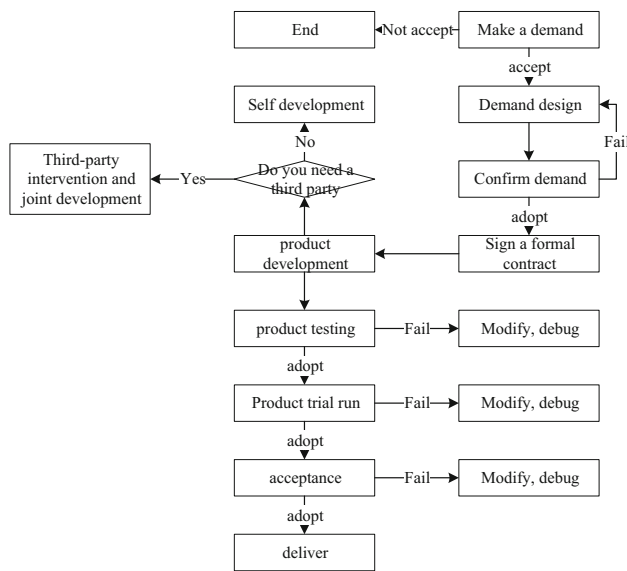 End
Not accept
Make a demand
accept
Self development
Demand design
No
Fail
Third-party
intervention and
joint development
Yes
Do you need a
third party
Confirm demand
adopt
product
development
Sign a formal
contract
product testing
Fail
Modify, debug
adopt
Product trial run
Fail
Modify, debug
adopt
acceptance
Fail
Modify, debug
adopt
deliver